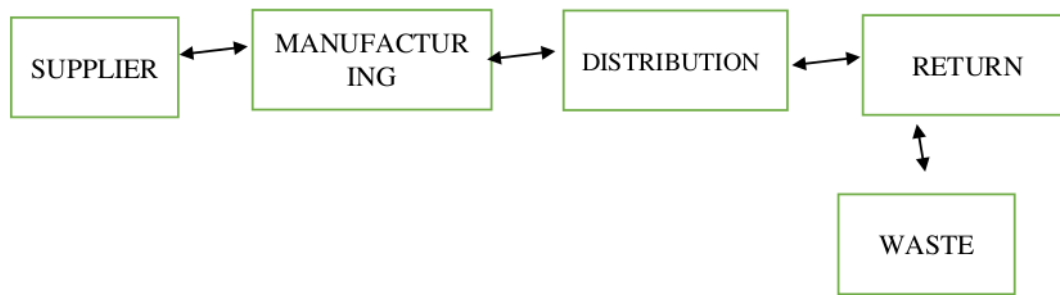 SUPPLIER
MANUFACTUR
ING
DISTRIBUTION
RETURN
WASTE